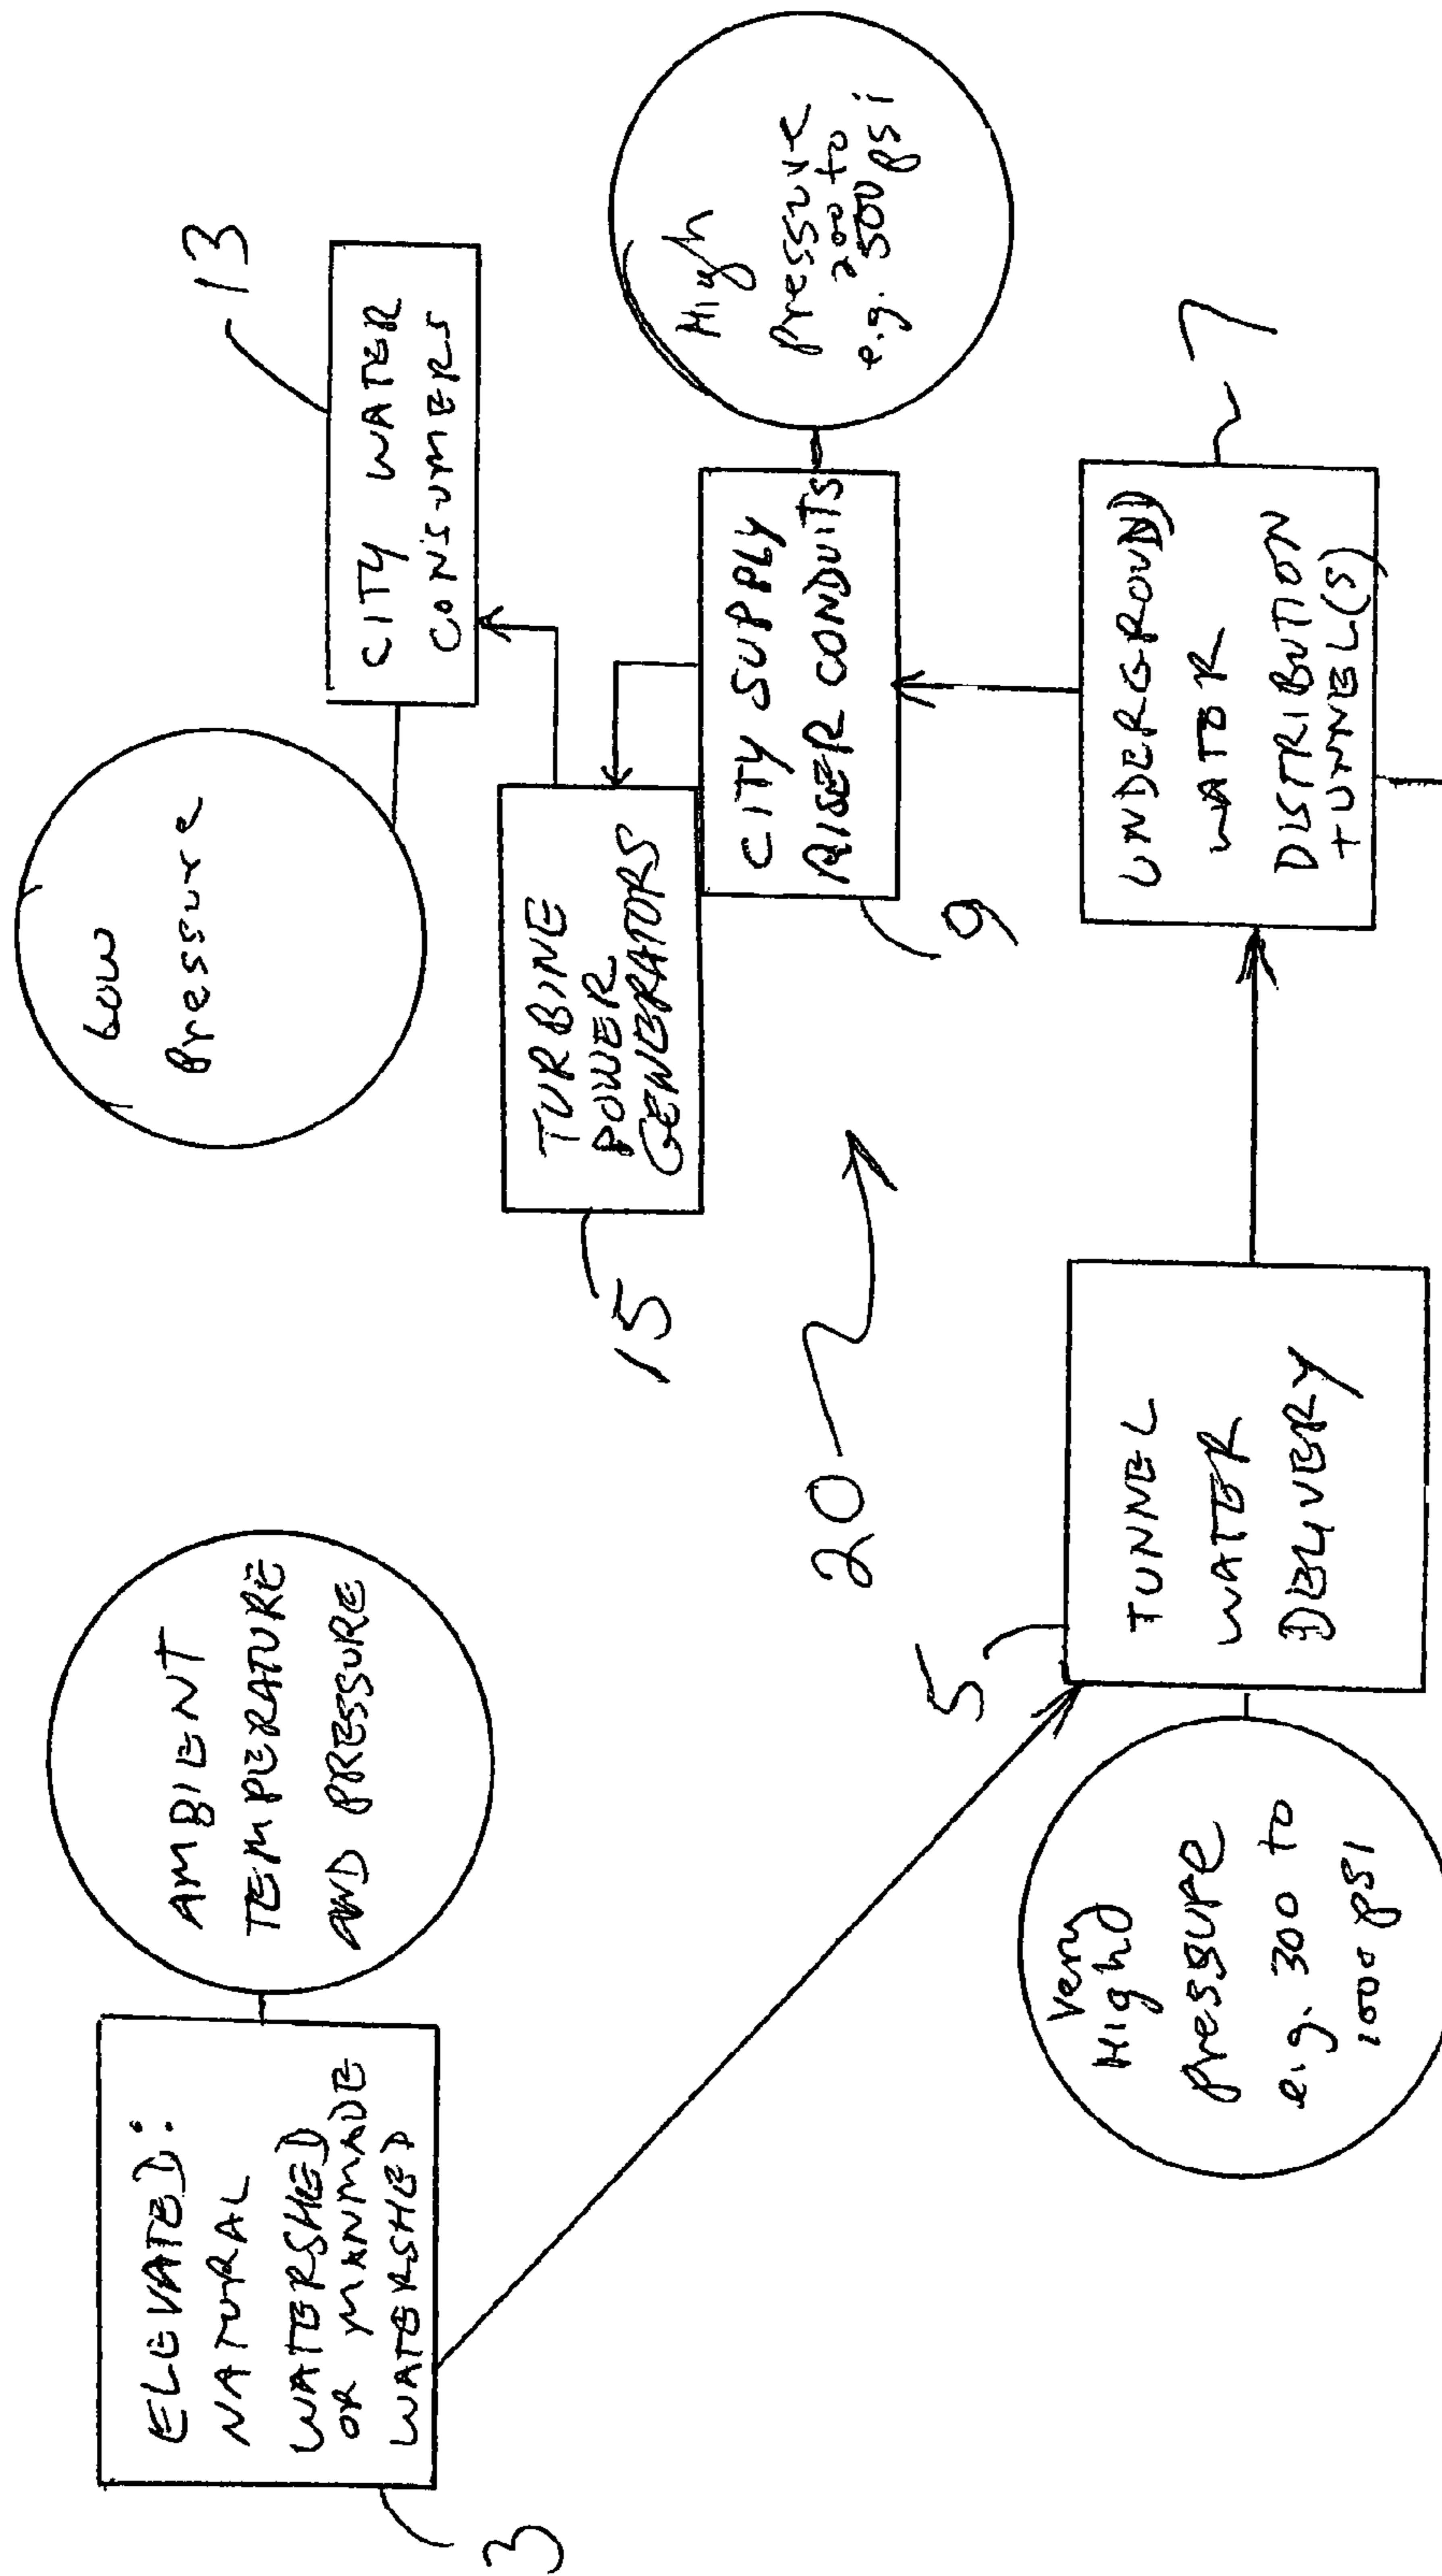 ELEVATED:
NATURAL
WATERSHED
OR MANMADE
WATERSHED
3
AMBIENT
TEMPERATURE
AND PRESSURE
Very
High
pressure
e.g. 300 to
1000 psi
TUNNEL
WATER
DELIVERY
5
20
UNDERGROUND
WATER
DISTRIBUTION
TUNNEL(S)
7
CITY SUPPLY
RISER CONDUITS
9
High
pressure
200 to
e.g. 500 psi
TURBINE
POWER
GENERATORS
15
CITY WATER
CONSUMERS
13
Low
Pressure